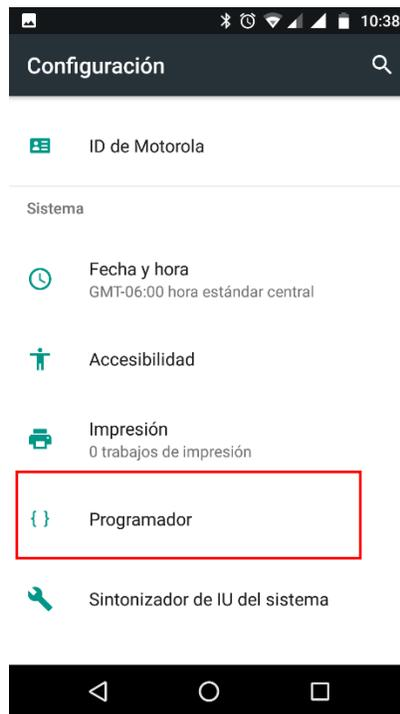 10:38
Configuración
ID de Motorola
Sistema
Fecha y hora
GMT-06:00 hora estándar central
Accesibilidad
Impresión
0 trabajos de impresión
{ } Programador
Sintonizador de IU del sistema